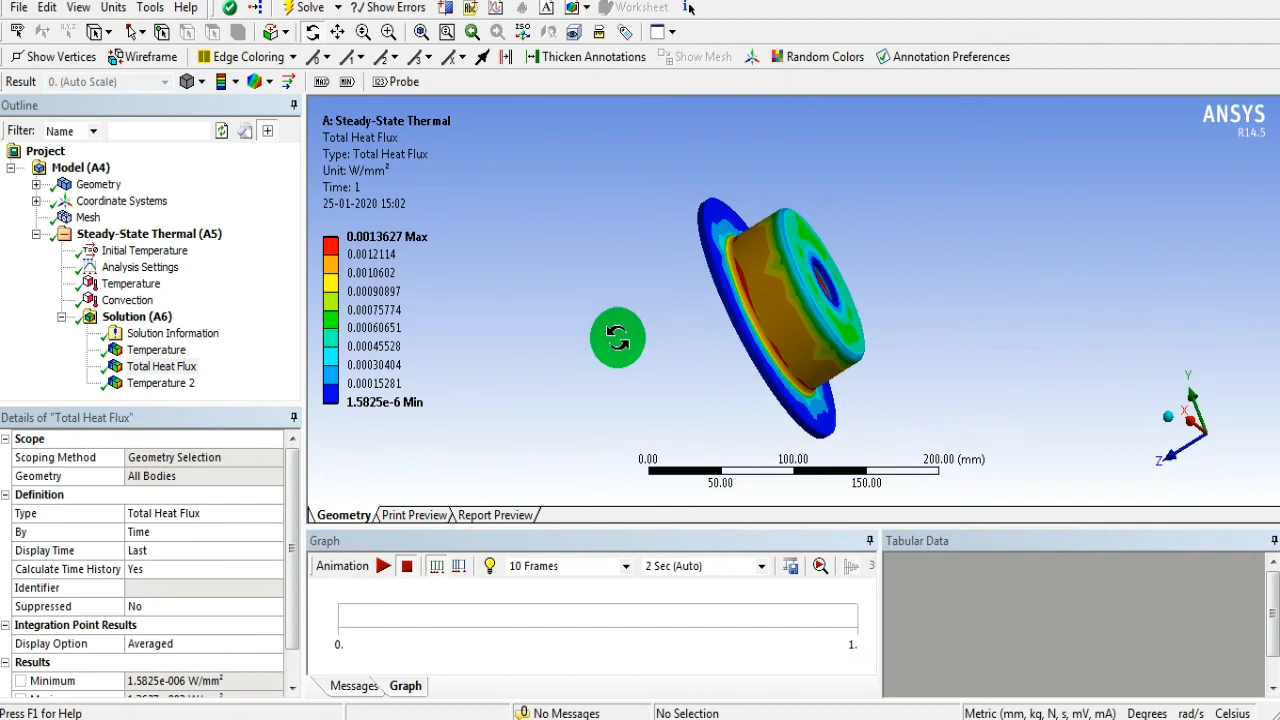 File Edit View Units Tools Help Solve ?/ Show Errors Worksheet i
Show Vertices Wireframe Edge Coloring Thicken Annotations Show Mesh Random Colors Annotation Preferences
Result 0. (Auto Scale) MAX MIN Probe
Outline
Filter: Name
Project
Model (A4)
Geometry
Coordinate Systems
Mesh
Steady-State Thermal (A5)
Initial Temperature
Analysis Settings
Temperature
Convection
Solution (A6)
Solution Information
Temperature
Total Heat Flux
Temperature 2
Details of "Total Heat Flux"
Scope
Scoping Method Geometry Selection
Geometry All Bodies
Definition
Type Total Heat Flux
By Time
Display Time Last
Calculate Time History Yes
Identifier
Suppressed No
Integration Point Results
Display Option Averaged
Results
Minimum 1.5825e-006 W/mm²
A: Steady-State Thermal
Total Heat Flux
Type: Total Heat Flux
Unit: W/mm²
Time: 1
25-01-2020 15:02
0.0013627 Max
0.0012114
0.0010602
0.00090897
0.00075774
0.00060651
0.00045528
0.00030404
0.00015281
1.5825e-6 Min
ANSYS
R14.5
Y
X
Z
0.00 100.00 200.00 (mm)
50.00 150.00
Geometry Print Preview Report Preview
Graph
Animation 10 Frames 2 Sec (Auto) 3
0. 1.
Messages Graph
Tabular Data
Press F1 for Help 0 No Messages No Selection Metric (mm, kg, N, s, mV, mA) Degrees rad/s Celsius